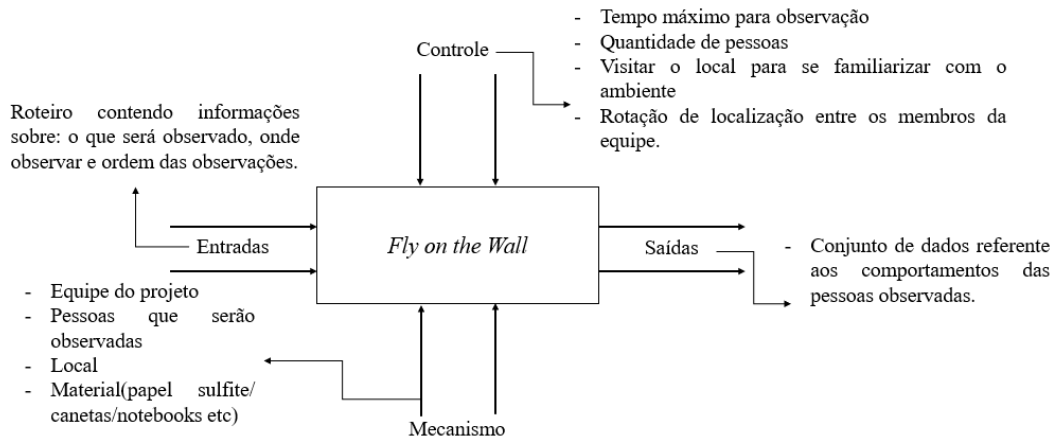 Controle
- Tempo máximo para observação
- Quantidade de pessoas
- Visitar o local para se familiarizar com o
ambiente
- Rotação de localização entre os membros da
equipe.
Roteiro contendo informações
sobre: o que será observado, onde
observar e ordem das observações.
Entradas
Fly on the Wall
Saídas
- Conjunto de dados referente
aos comportamentos das
pessoas observadas.
- Equipe do projeto
- Pessoas que serão
observadas
- Local
- Material(papel sulfite/
canetas/notebooks etc)
Mecanismo